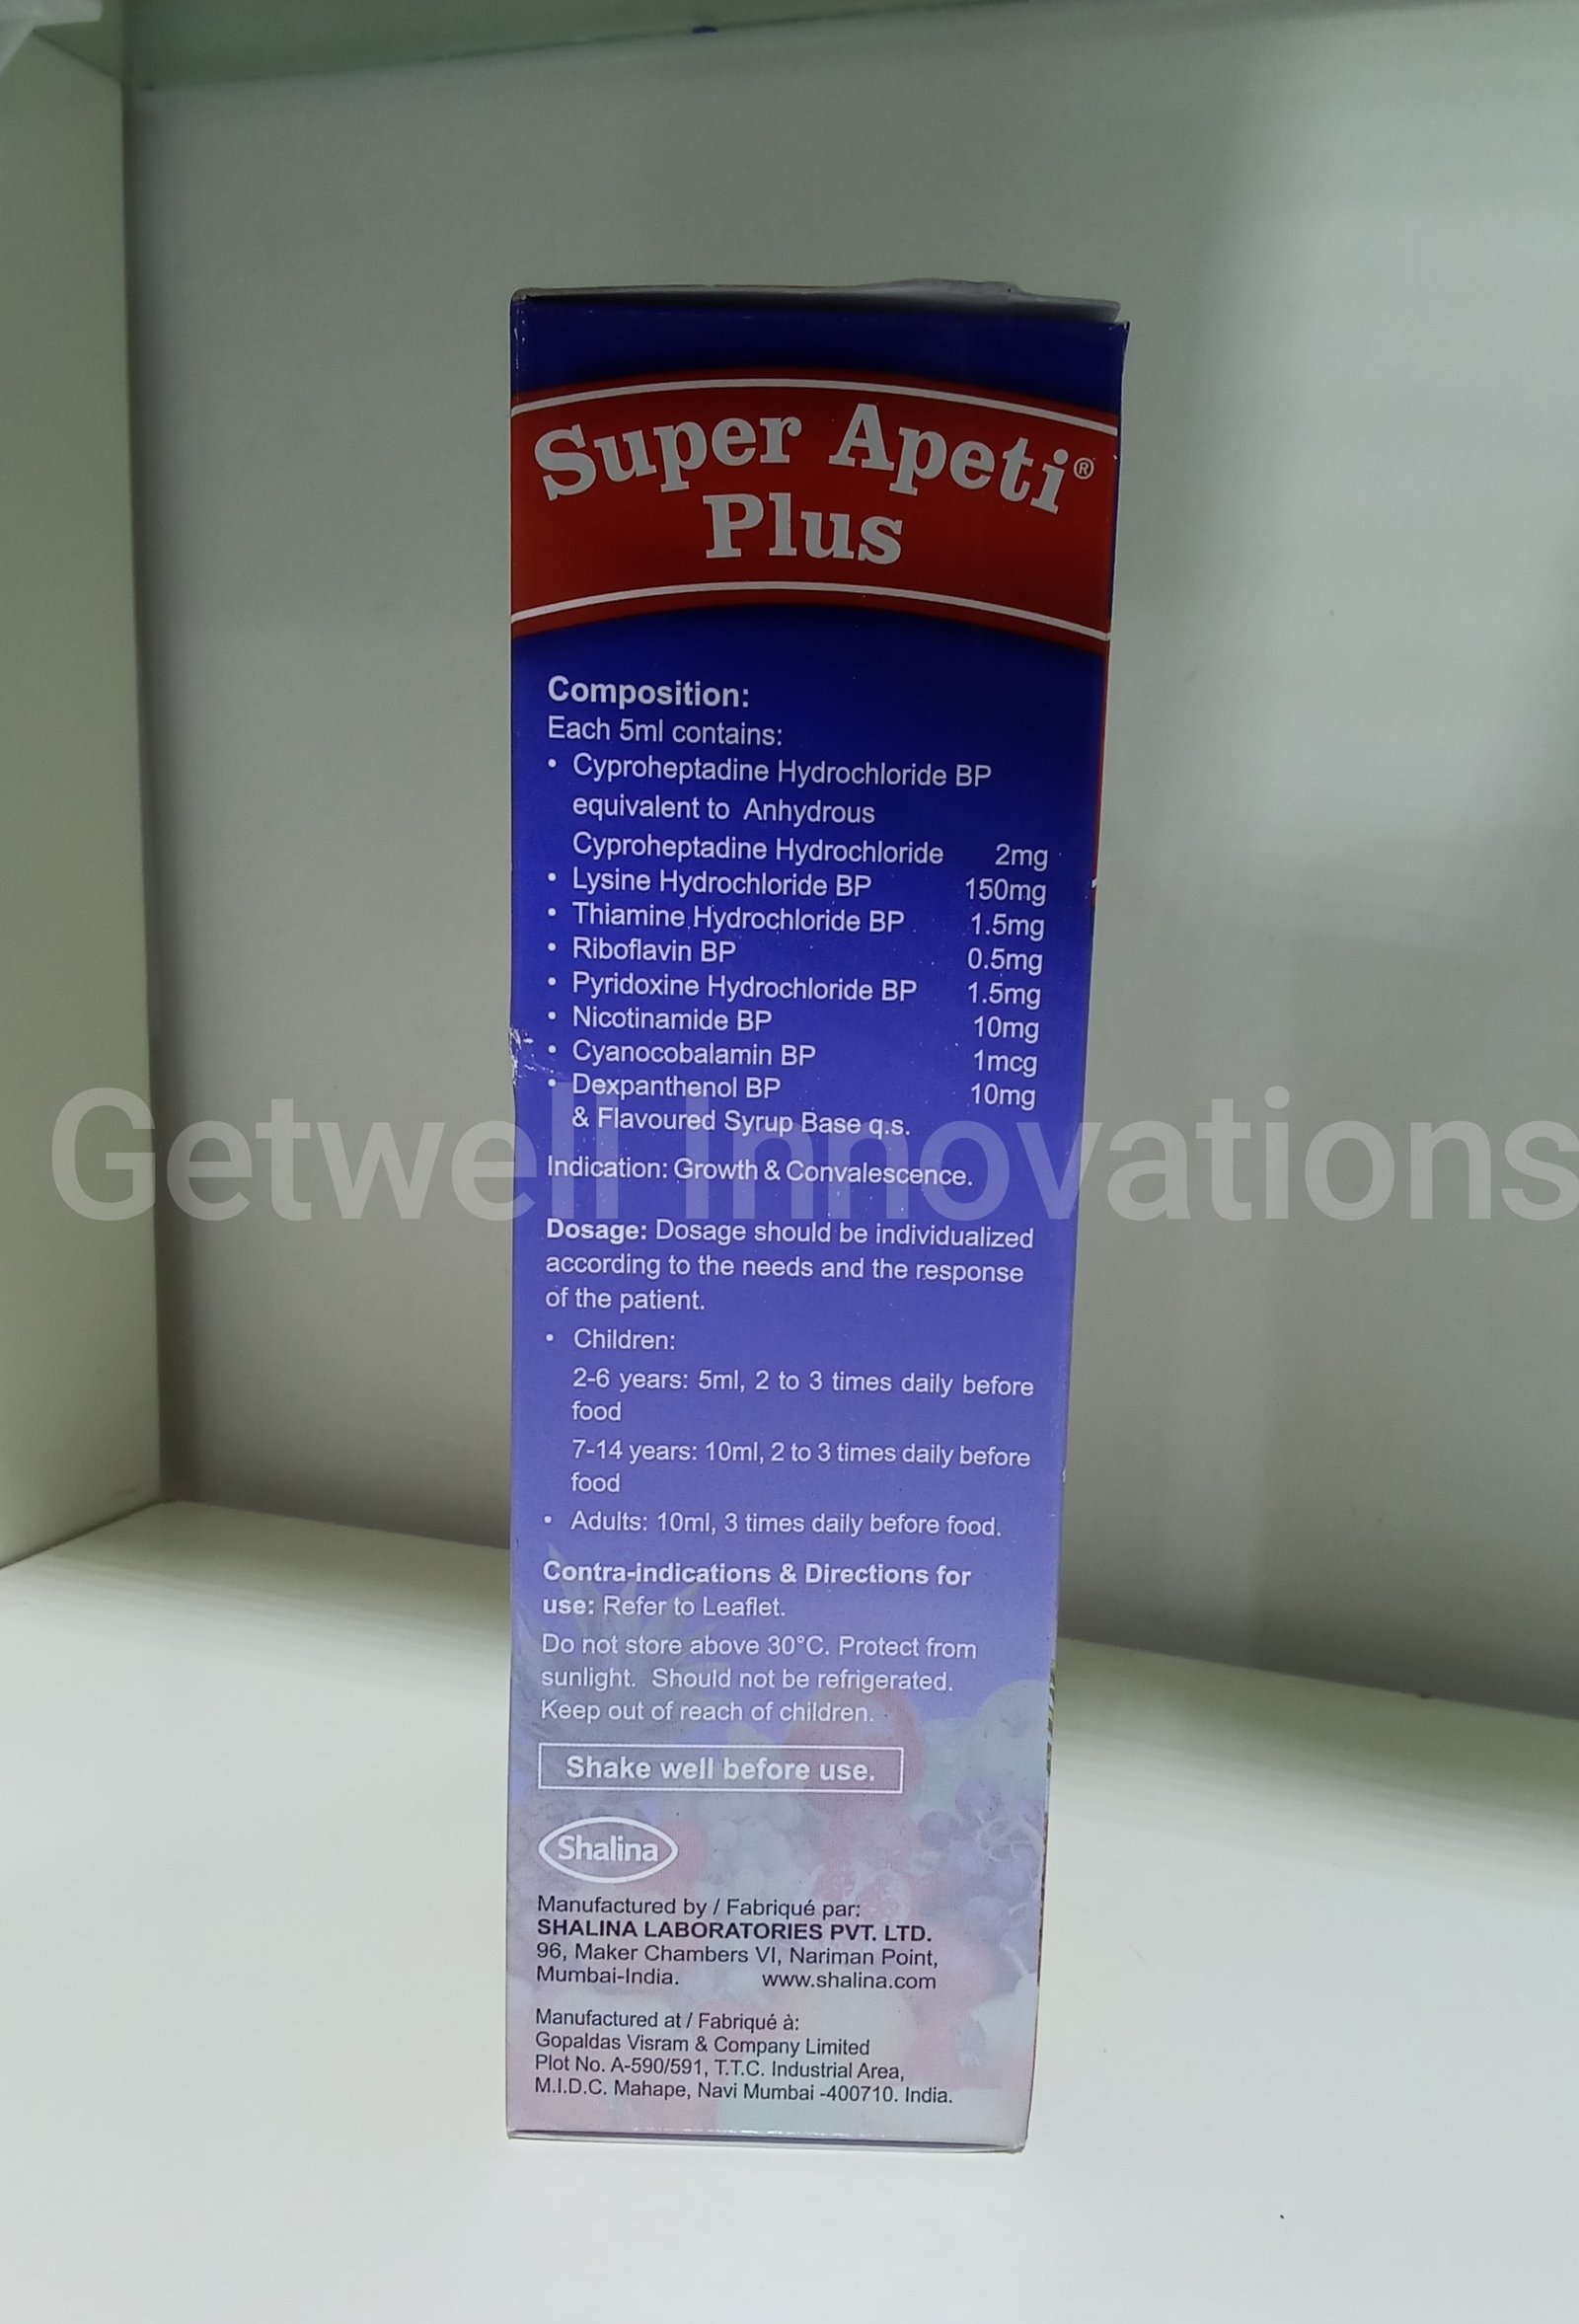 Super Apeti®
Plus
Composition:
Each 5ml contains:
• Cyproheptadine Hydrochloride BP
equivalent to Anhydrous
Cyproheptadine Hydrochloride 2mg
• Lysine Hydrochloride BP 150mg
• Thiamine Hydrochloride BP 1.5mg
• Riboflavin BP 0.5mg
• Pyridoxine Hydrochloride BP 1.5mg
• Nicotinamide BP 10mg
• Cyanocobalamin BP 1mcg
• Dexpanthenol BP 10mg
& Flavoured Syrup Base q.s.
Getwell Innovations
Indication: Growth & Convalescence.
Dosage: Dosage should be individualized
according to the needs and the response
of the patient.
• Children:
2-6 years: 5ml, 2 to 3 times daily before
food
7-14 years: 10ml, 2 to 3 times daily before
food
• Adults: 10ml, 3 times daily before food.
Contra-indications & Directions for
use: Refer to Leaflet.
Do not store above 30°C. Protect from
sunlight. Should not be refrigerated.
Keep out of reach of children.
Shake well before use.
Shalina
Manufactured by / Fabriqué par:
SHALINA LABORATORIES PVT. LTD.
96, Maker Chambers VI, Nariman Point,
Mumbai-India. www.shalina.com
Manufactured at / Fabriqué à:
Gopaldas Visram & Company Limited
Plot No. A-590/591, T.T.C. Industrial Area,
M.I.D.C. Mahape, Navi Mumbai -400710. India.